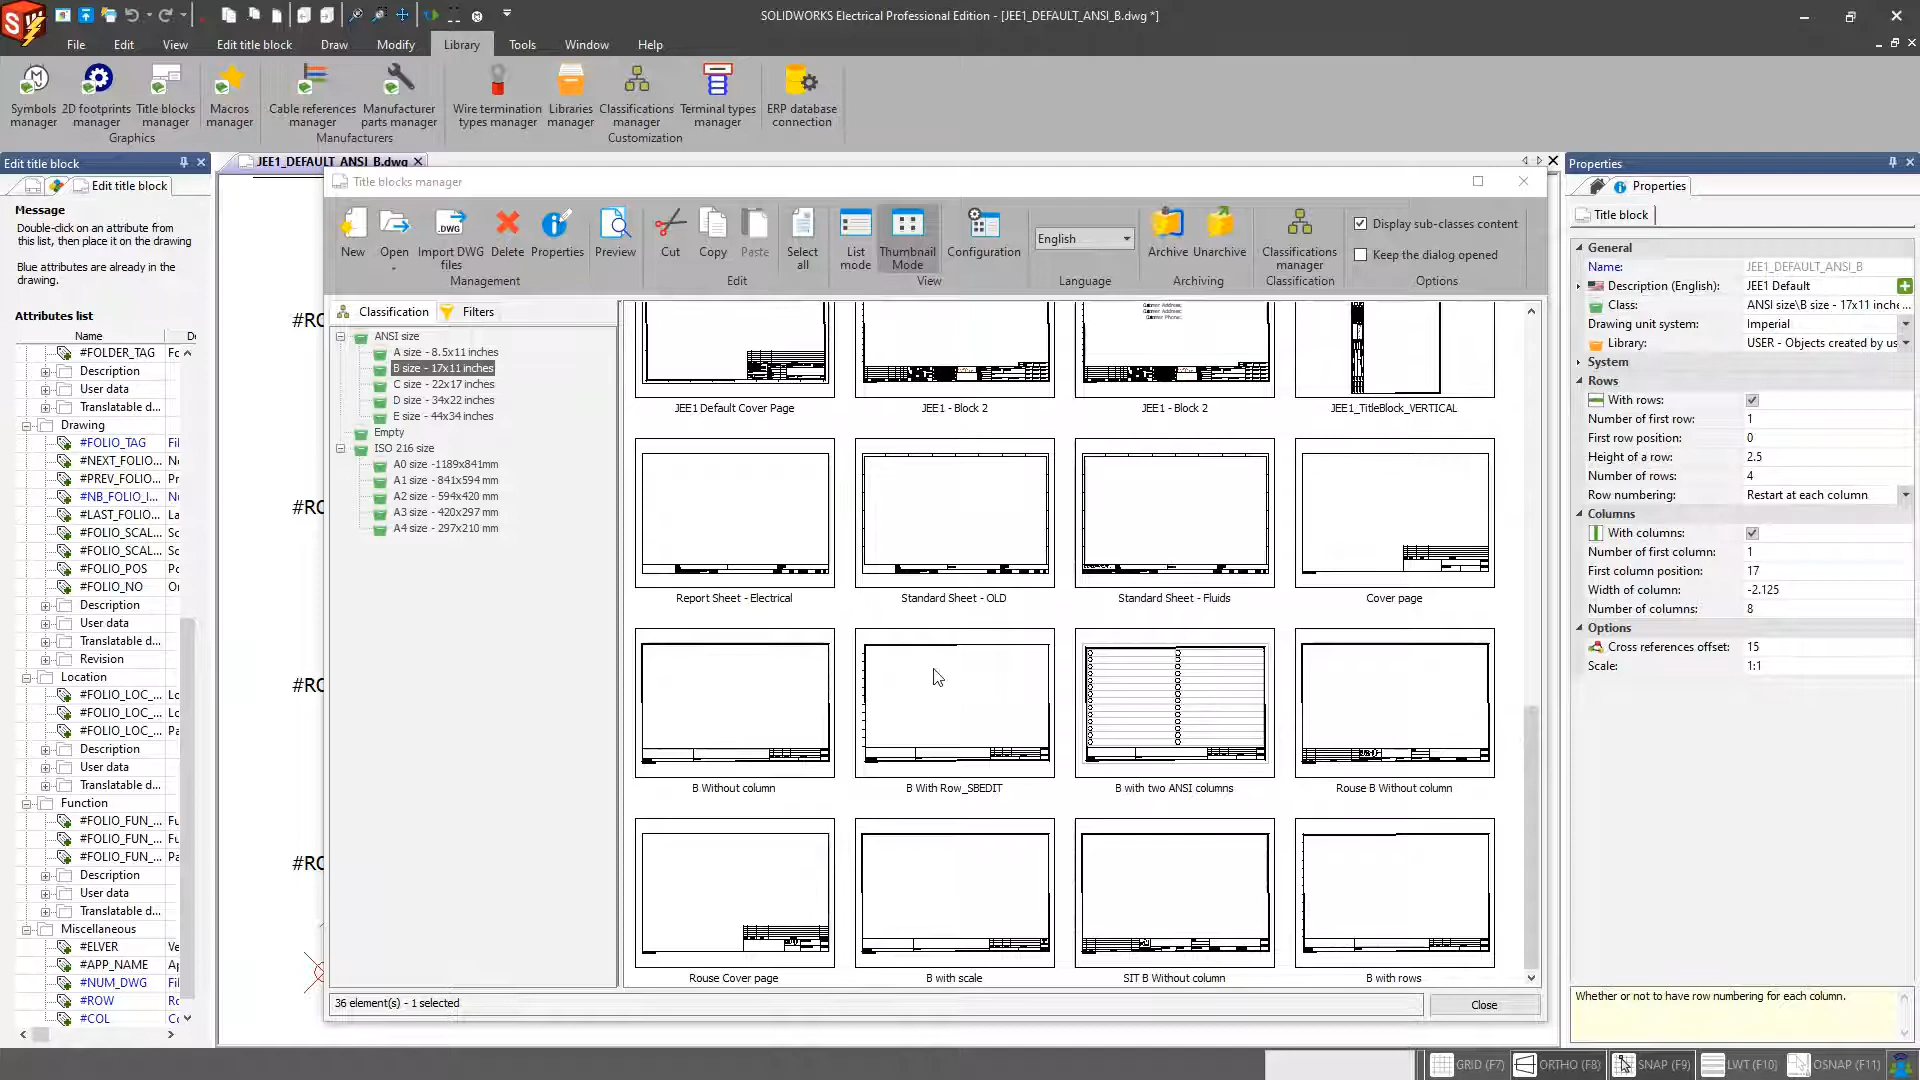 SOLIDWORKS Electrical Professional Edition - [JEE1_DEFAULT_ANSI_B.dwg *]
File Edit View Edit title block Draw Modify Library Tools Window Help
Symbols manager
2D footprints manager
Title blocks manager
Macros manager
Cable references manager
Manufacturer parts manager
Wire termination types manager
Libraries manager
Classifications manager
Terminal types manager
ERP database connection
Graphics
Manufacturers
Customization
Edit title block
Edit title block
Message
Double-click on an attribute from
this list, then place it on the drawing
Blue attributes are already in the
drawing.
Attributes list
Name
#FOLDER_TAG
Description
User data
Translatable d...
Drawing
#FOLIO_TAG
#NEXT_FOLIO...
#PREV_FOLIO...
#NB_FOLIO_I...
#LAST_FOLIO...
#FOLIO_SCAL...
#FOLIO_SCAL...
#FOLIO_POS
#FOLIO_NO
Description
User data
Translatable d...
Revision
Location
#FOLIO_LOC_...
#FOLIO_LOC_...
#FOLIO_LOC_...
Description
User data
Translatable d...
Function
#FOLIO_FUN_...
#FOLIO_FUN_...
#FOLIO_FUN_...
Description
User data
Translatable d...
Miscellaneous
#ELVER
#APP_NAME
#NUM_DWG
#ROW
#COL
JEE1_DEFAULT_ANSI_B.dwg
#RO
#RO
#RO
#RO
Title blocks manager
New
Open
Import DWG files
Delete
Properties
Preview
Cut
Copy
Paste
Select all
List mode
Thumbnail Mode
Configuration
English
Archive
Unarchive
Classifications manager
Display sub-classes content
Keep the dialog opened
Management
Edit
View
Language
Archiving
Classification
Options
Classification
Filters
ANSI size
A size - 8.5x11 inches
B size - 17x11 inches
C size - 22x17 inches
D size - 34x22 inches
E size - 44x34 inches
Empty
ISO 216 size
A0 size -1189x841mm
A1 size - 841x594 mm
A2 size - 594x420 mm
A3 size - 420x297 mm
A4 size - 297x210 mm
JEE1 Default Cover Page
JEE1 - Block 2
JEE1 - Block 2
JEE1_TitleBlock_VERTICAL
Report Sheet - Electrical
Standard Sheet - OLD
Standard Sheet - Fluids
Cover page
B Without column
B With Row_SBEDIT
B with two ANSI columns
Rouse B Without column
Rouse Cover page
B with scale
SIT B Without column
B with rows
36 element(s) - 1 selected
Close
Properties
Properties
Title block
General
Name: JEE1_DEFAULT_ANSI_B
Description (English): JEE1 Default
Class: ANSI size\B size - 17x11 inche...
Drawing unit system: Imperial
Library: USER - Objects created by us
System
Rows
With rows:
Number of first row: 1
First row position: 0
Height of a row: 2.5
Number of rows: 4
Row numbering: Restart at each column
Columns
With columns:
Number of first column: 1
First column position: 17
Width of column: -2.125
Number of columns: 8
Options
Cross references offset: 15
Scale: 1:1
Whether or not to have row numbering for each column.
GRID (F7) ORTHO (F8) SNAP (F9) LWT (F10) OSNAP (F11)